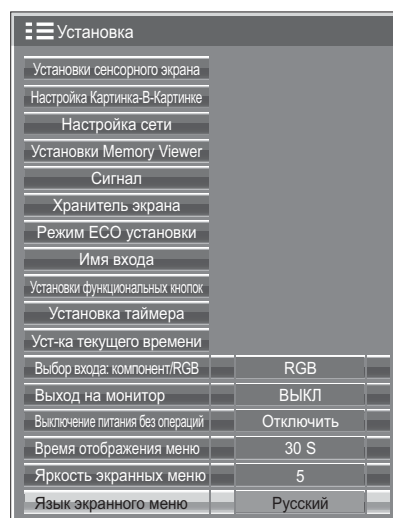 Установка
Установки сенсорного экрана
Настройка Картинка-В-Картинке
Настройка сети
Установки Memory Viewer
Сигнал
Хранитель экрана
Режим ECO установки
Имя входа
Установки функциональных кнопок
Установка таймера
Уст-ка текущего времени
Выбор входа: компонент/RGB RGB
Выход на монитор ВЫКЛ
Выключение питания без операций Отключить
Время отображения меню 30 S
Яркость экранных меню 5
Язык экранного меню Русский